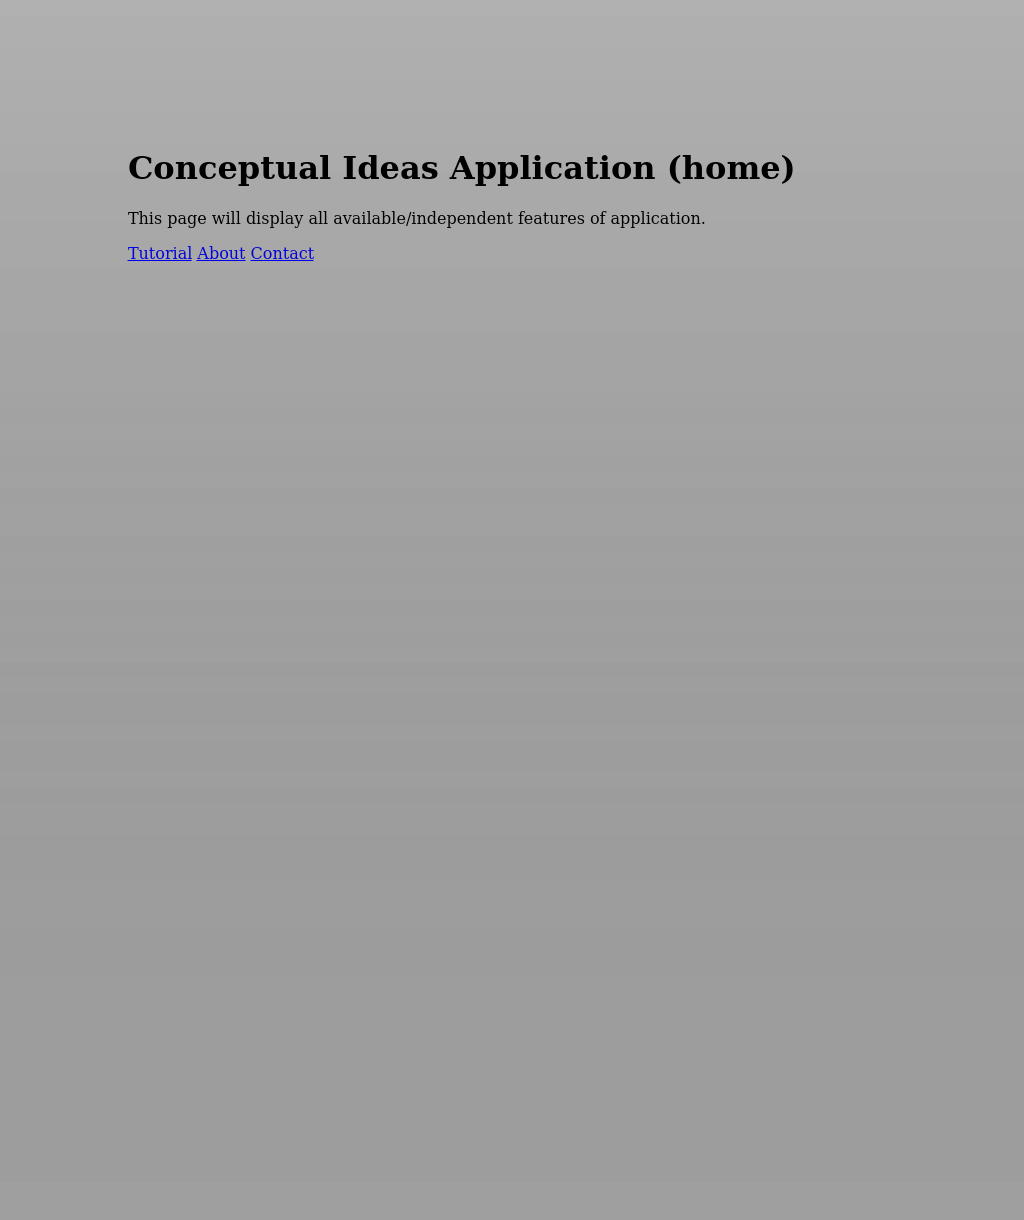 Conceptual Ideas Application (home)
This page will display all available/independent features of application.
Tutorial About Contact